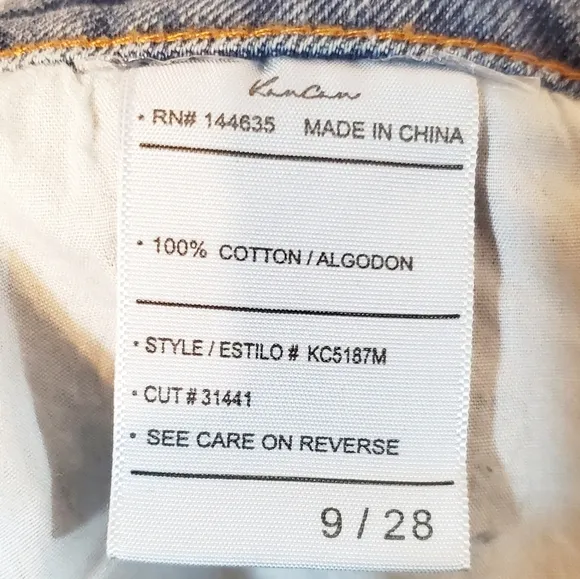 KanCan
• RN# 144635 MADE IN CHINA
• 100% COTTON / ALGODON
• STYLE / ESTILO # KC5187M
• CUT # 31441
• SEE CARE ON REVERSE
9 / 28